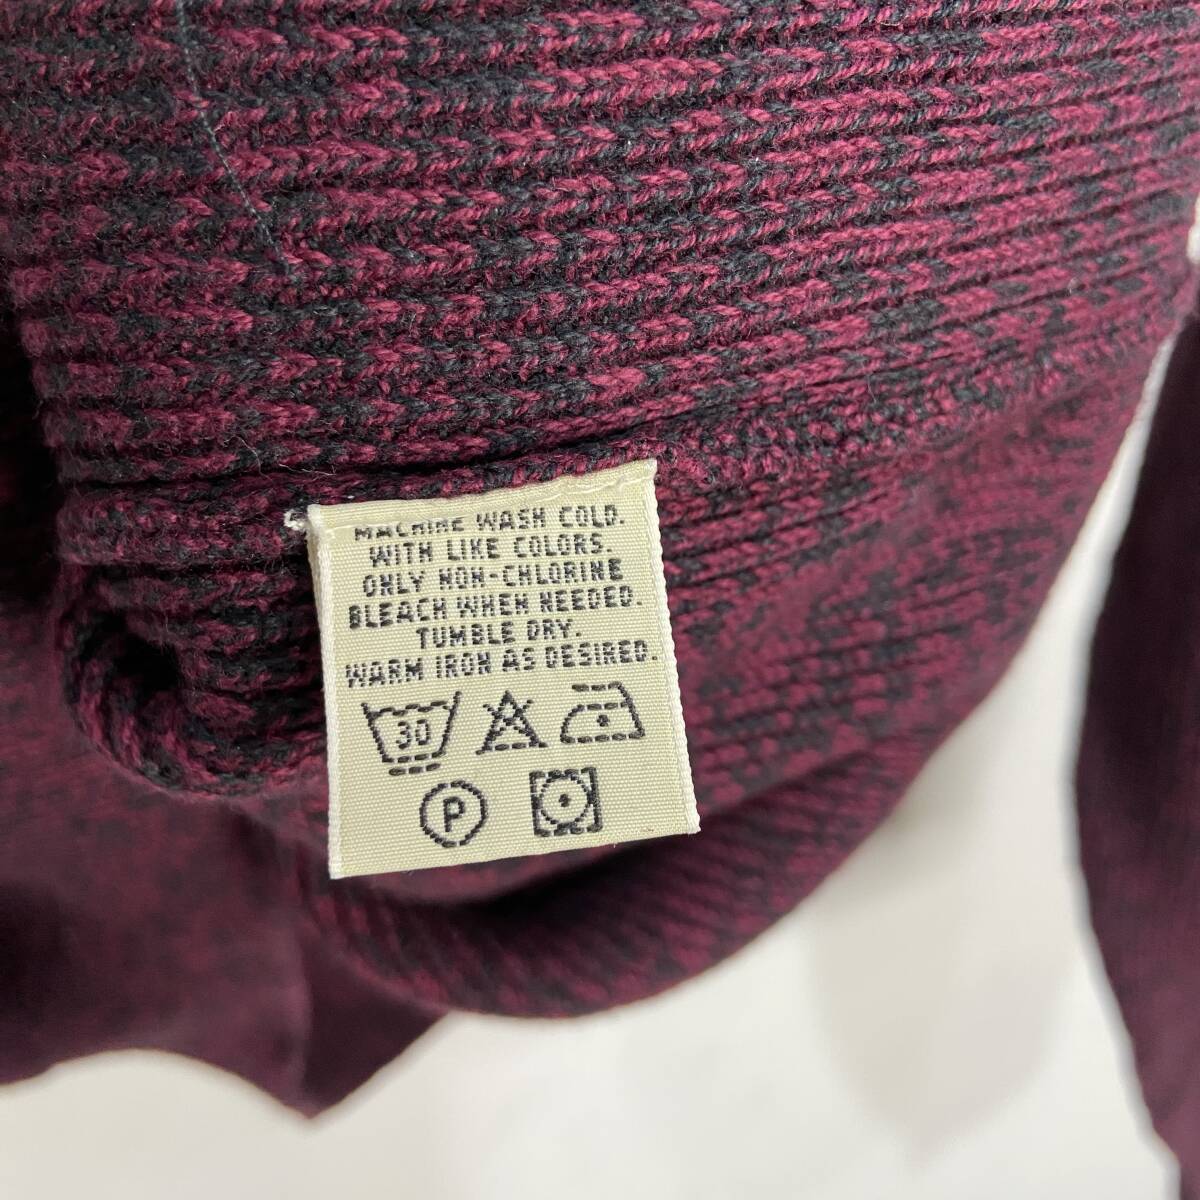 MACHINE WASH COLD.
WITH LIKE COLORS.
ONLY NON-CHLORINE
BLEACH WHEN NEEDED.
TUMBLE DRY.
WARM IRON AS DESIRED.
30
P